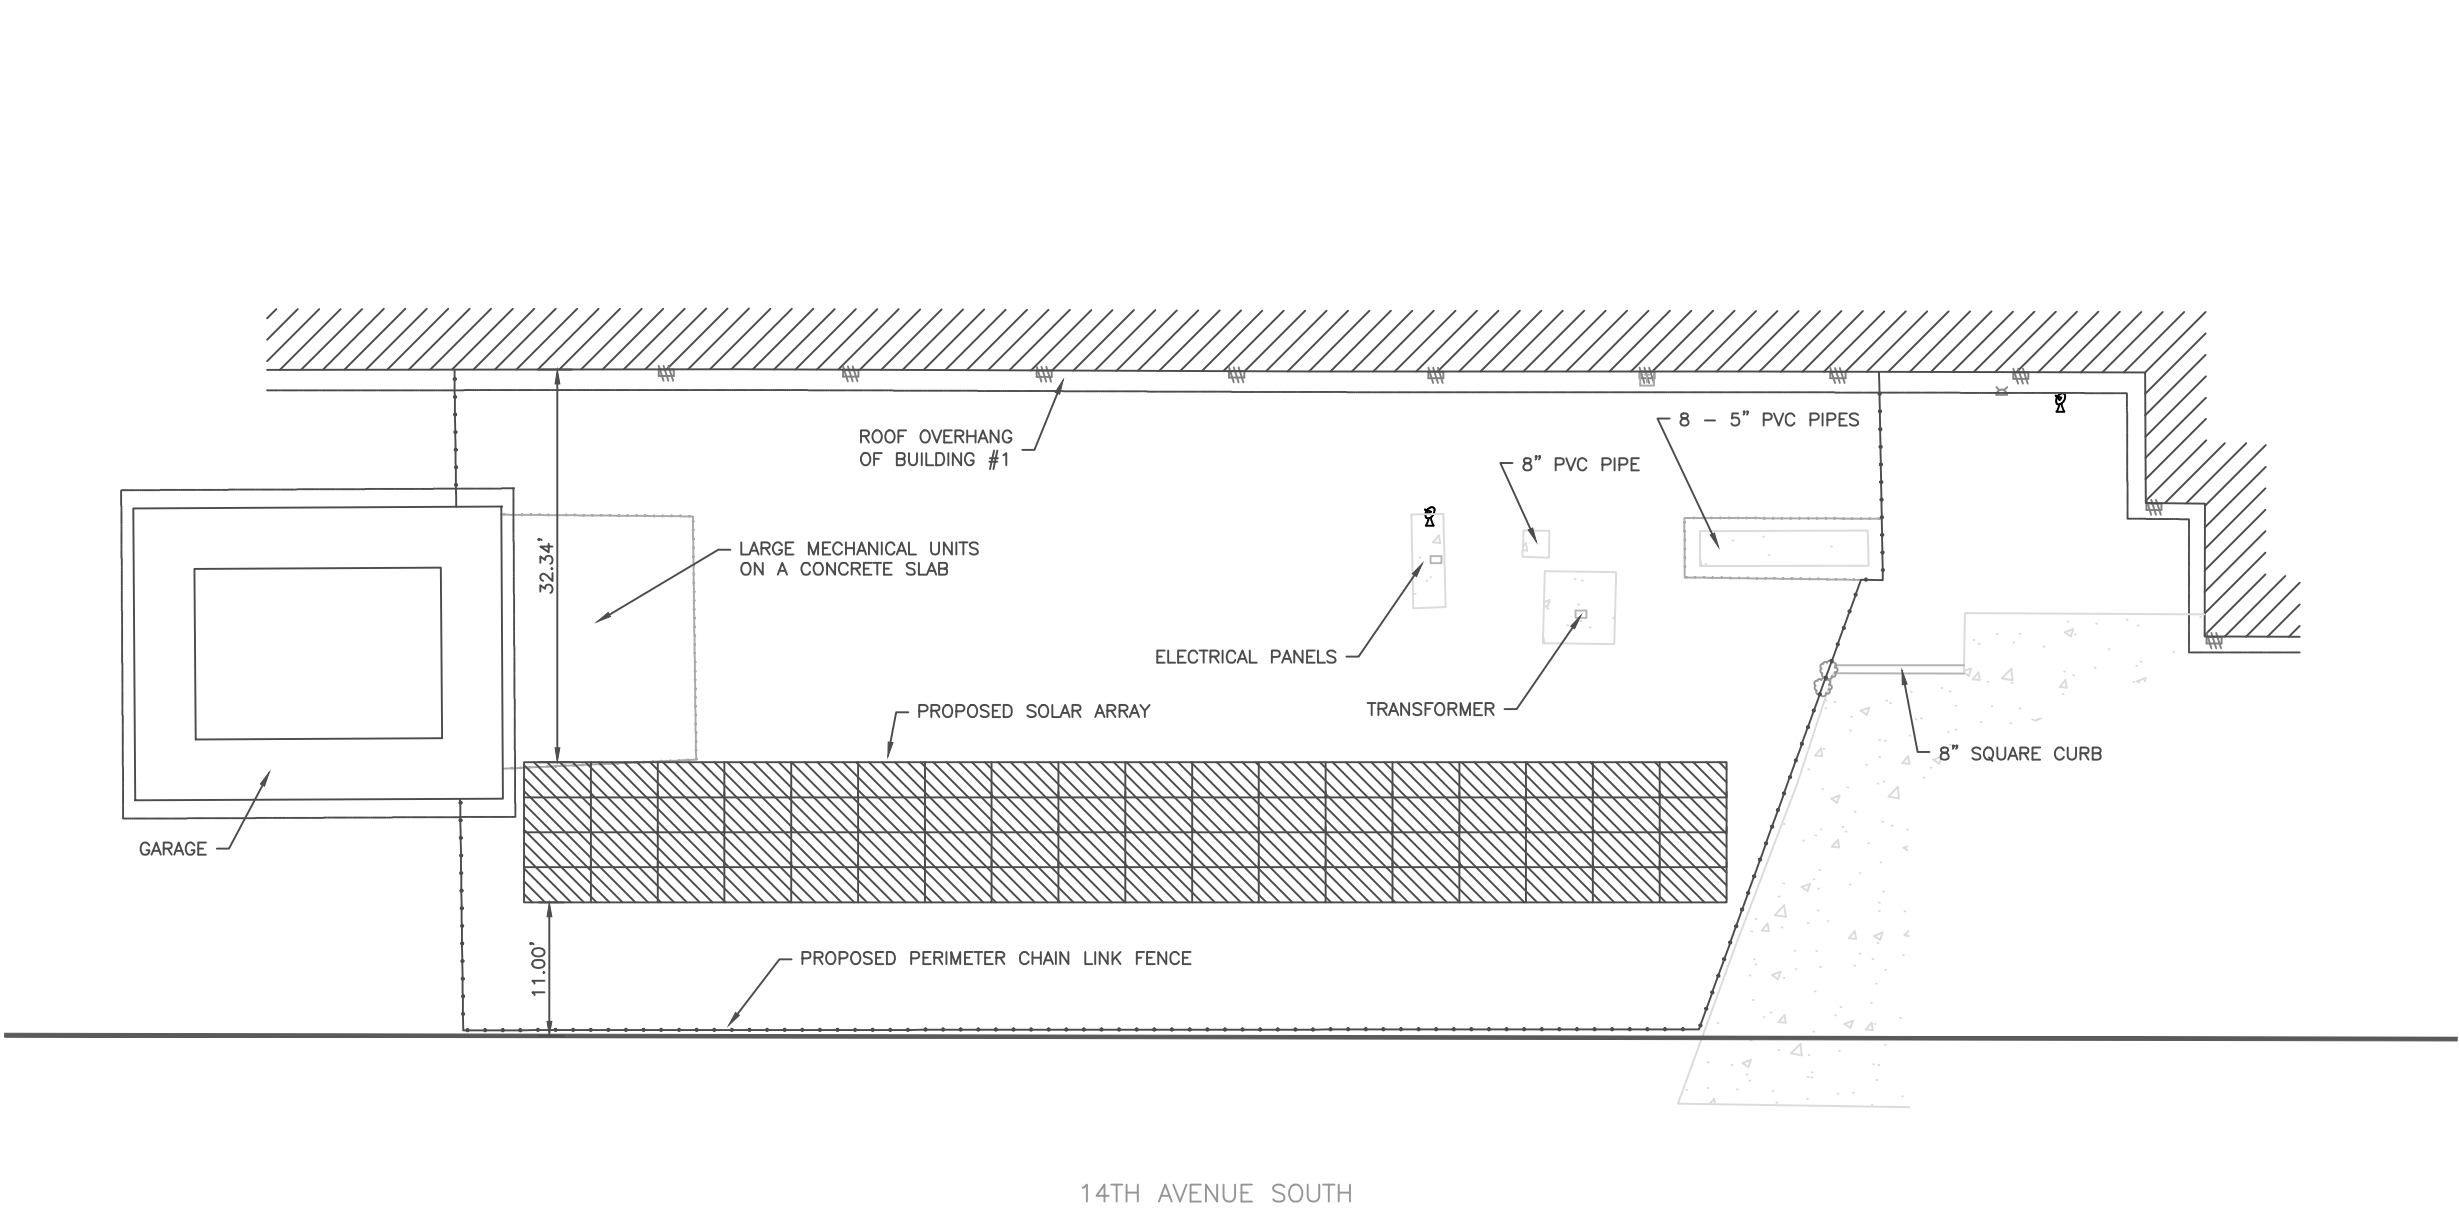 8 – 5” PVC PIPES
ROOF OVERHANG
OF BUILDING #1
8” PVC PIPE
LARGE MECHANICAL UNITS
ON A CONCRETE SLAB
32.34’
ELECTRICAL PANELS
TRANSFORMER
PROPOSED SOLAR ARRAY
8” SQUARE CURB
GARAGE
11.00’
PROPOSED PERIMETER CHAIN LINK FENCE
14TH AVENUE SOUTH